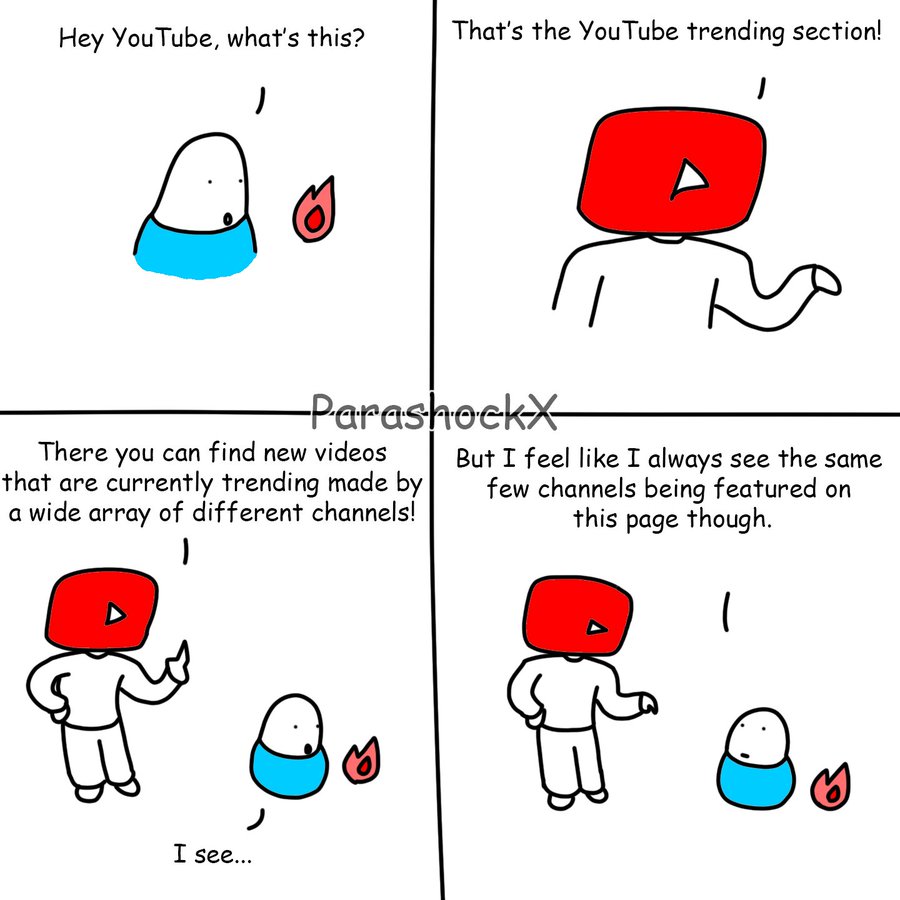 Hey YouTube, what's this?
That's the YouTube trending section!
ParashockX
There you can find new videos
that are currently trending made by
a wide array of different channels!
I see...
But I feel like I always see the same
few channels being featured on
this page though.